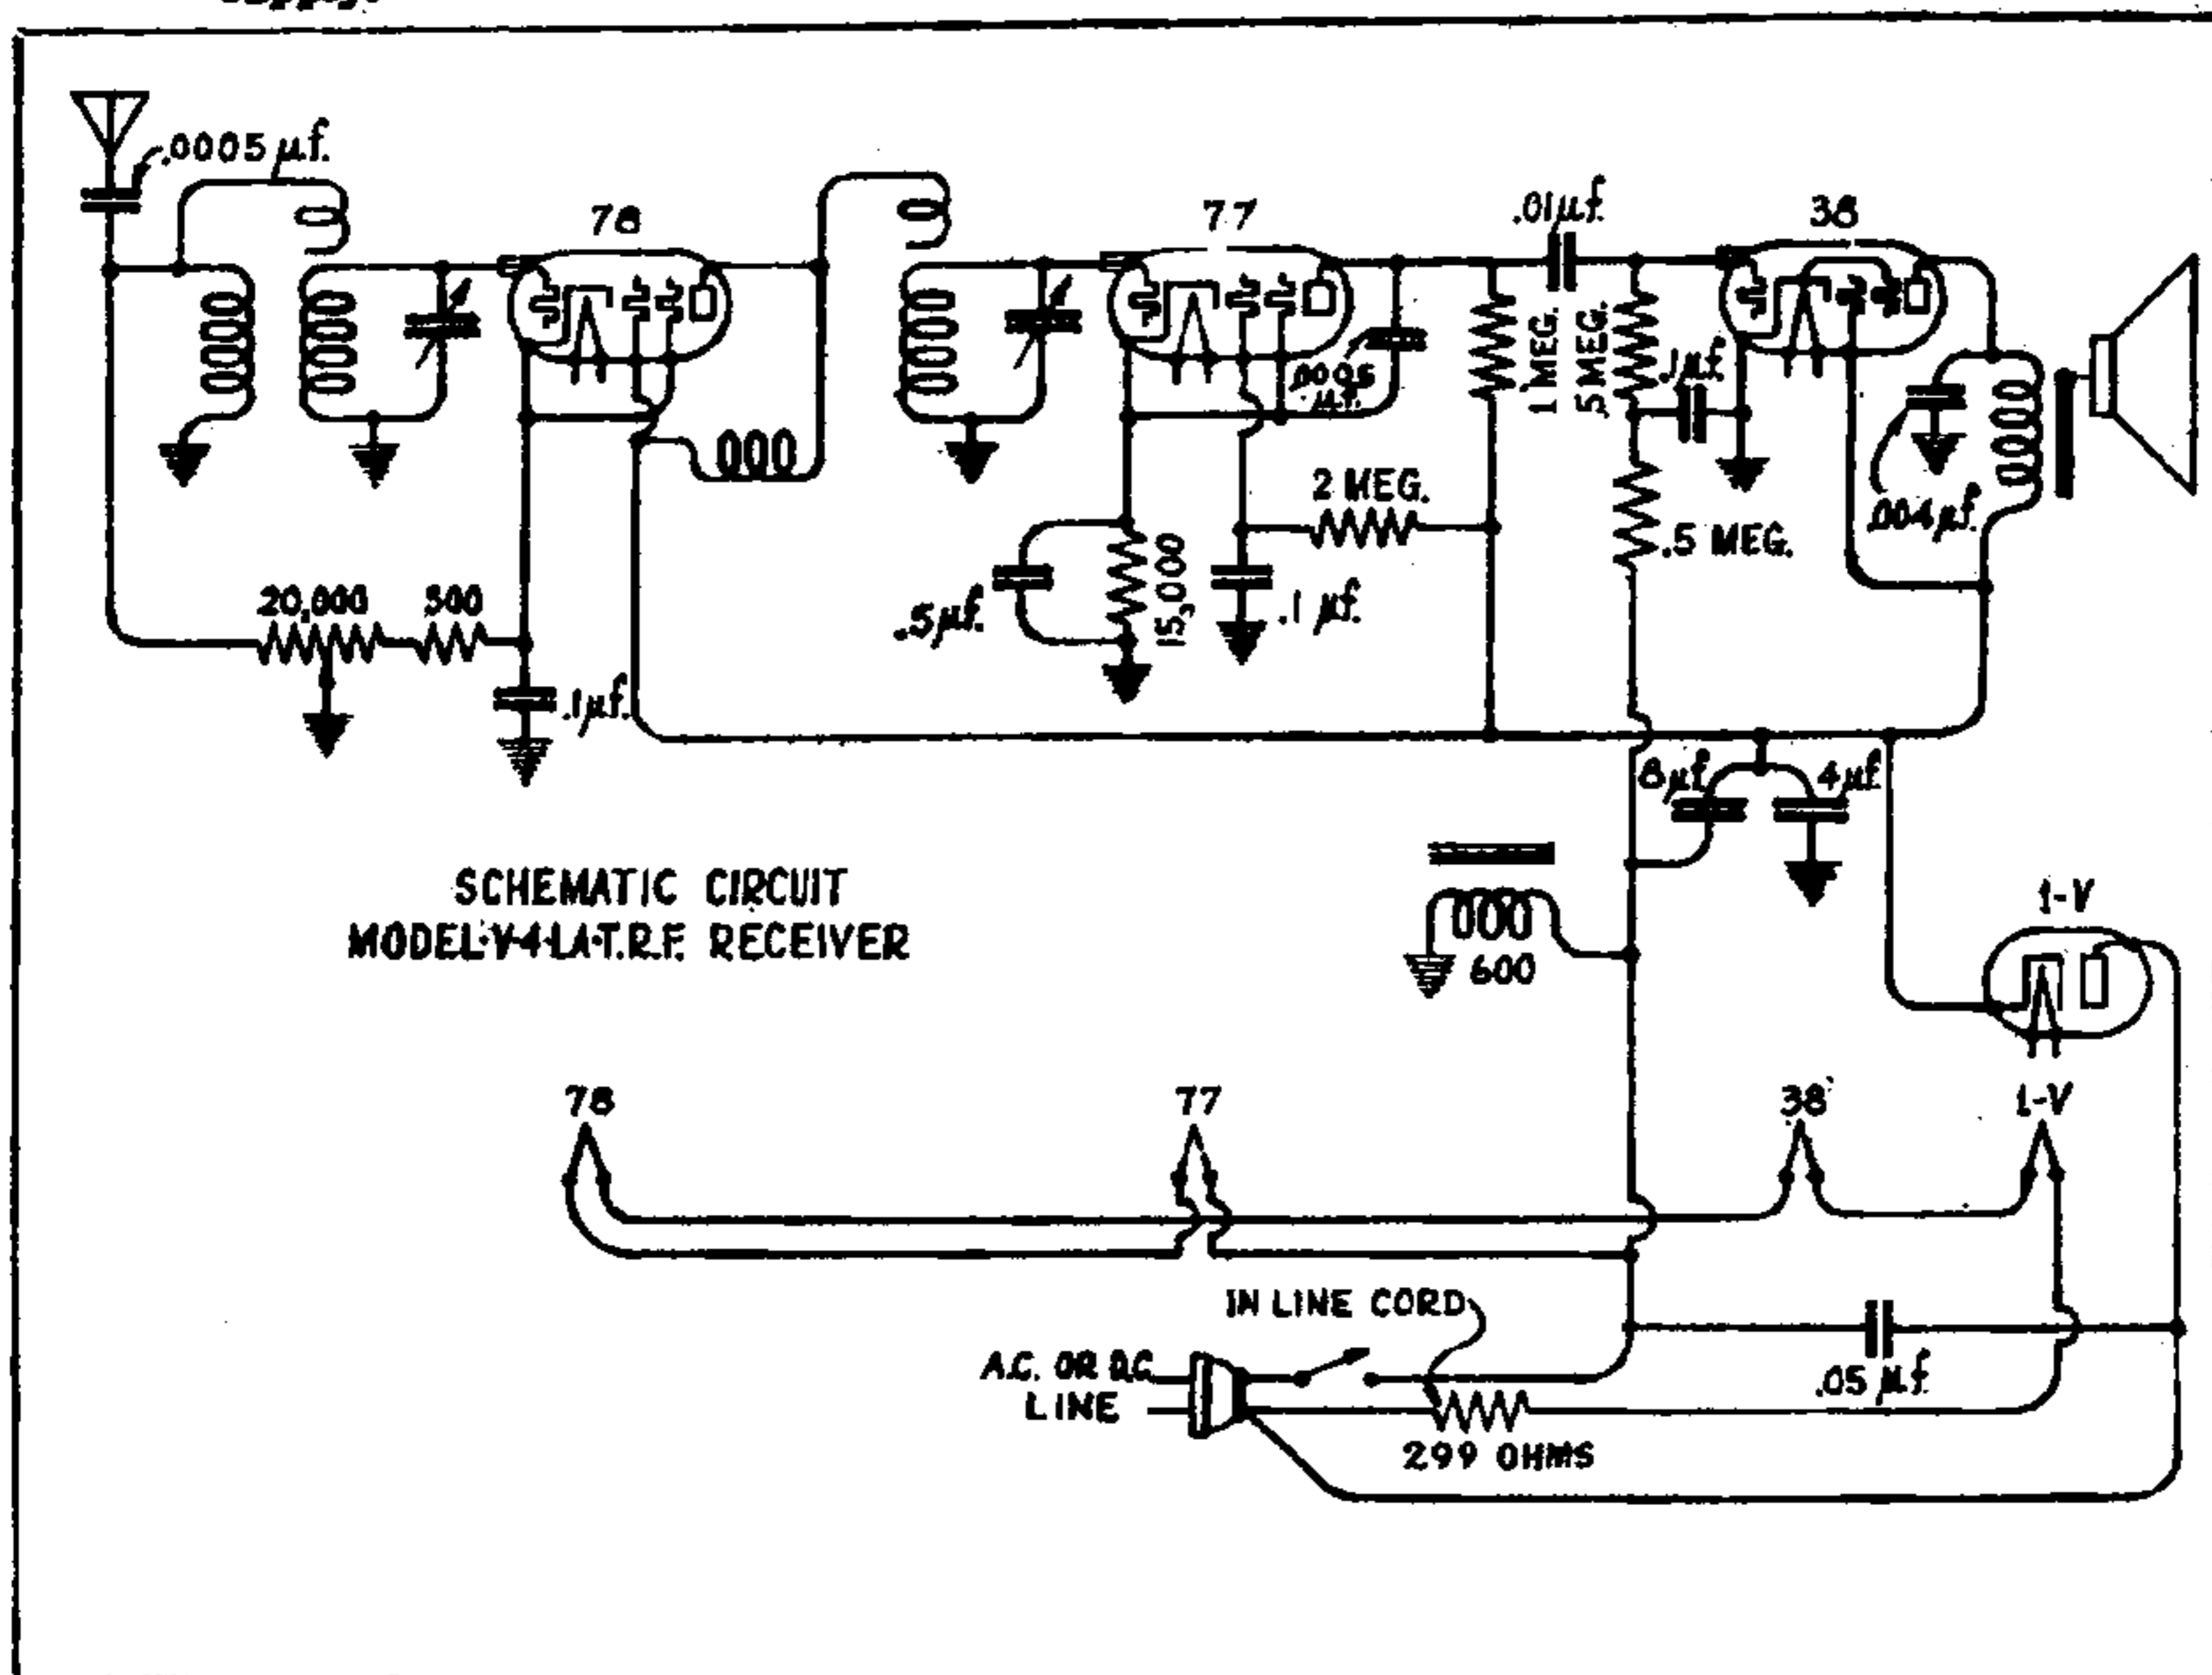 .0005 µf.
78
77
.01µf.
38
1 MEG.
.5 MEG.
.1µf.
.0005
µf.
2 MEG.
.004µf.
.5 MEG.
20,000
500
.5µf.
15,000
.1 µf.
.1µf.
8µf.
4µf.
SCHEMATIC CIRCUIT
MODEL·V-4·LA·T.R.F. RECEIVER
600
1-V
78
77
38
1-V
IN LINE CORD
A.C. OR D.C.
LINE
.05 µf.
299 OHMS